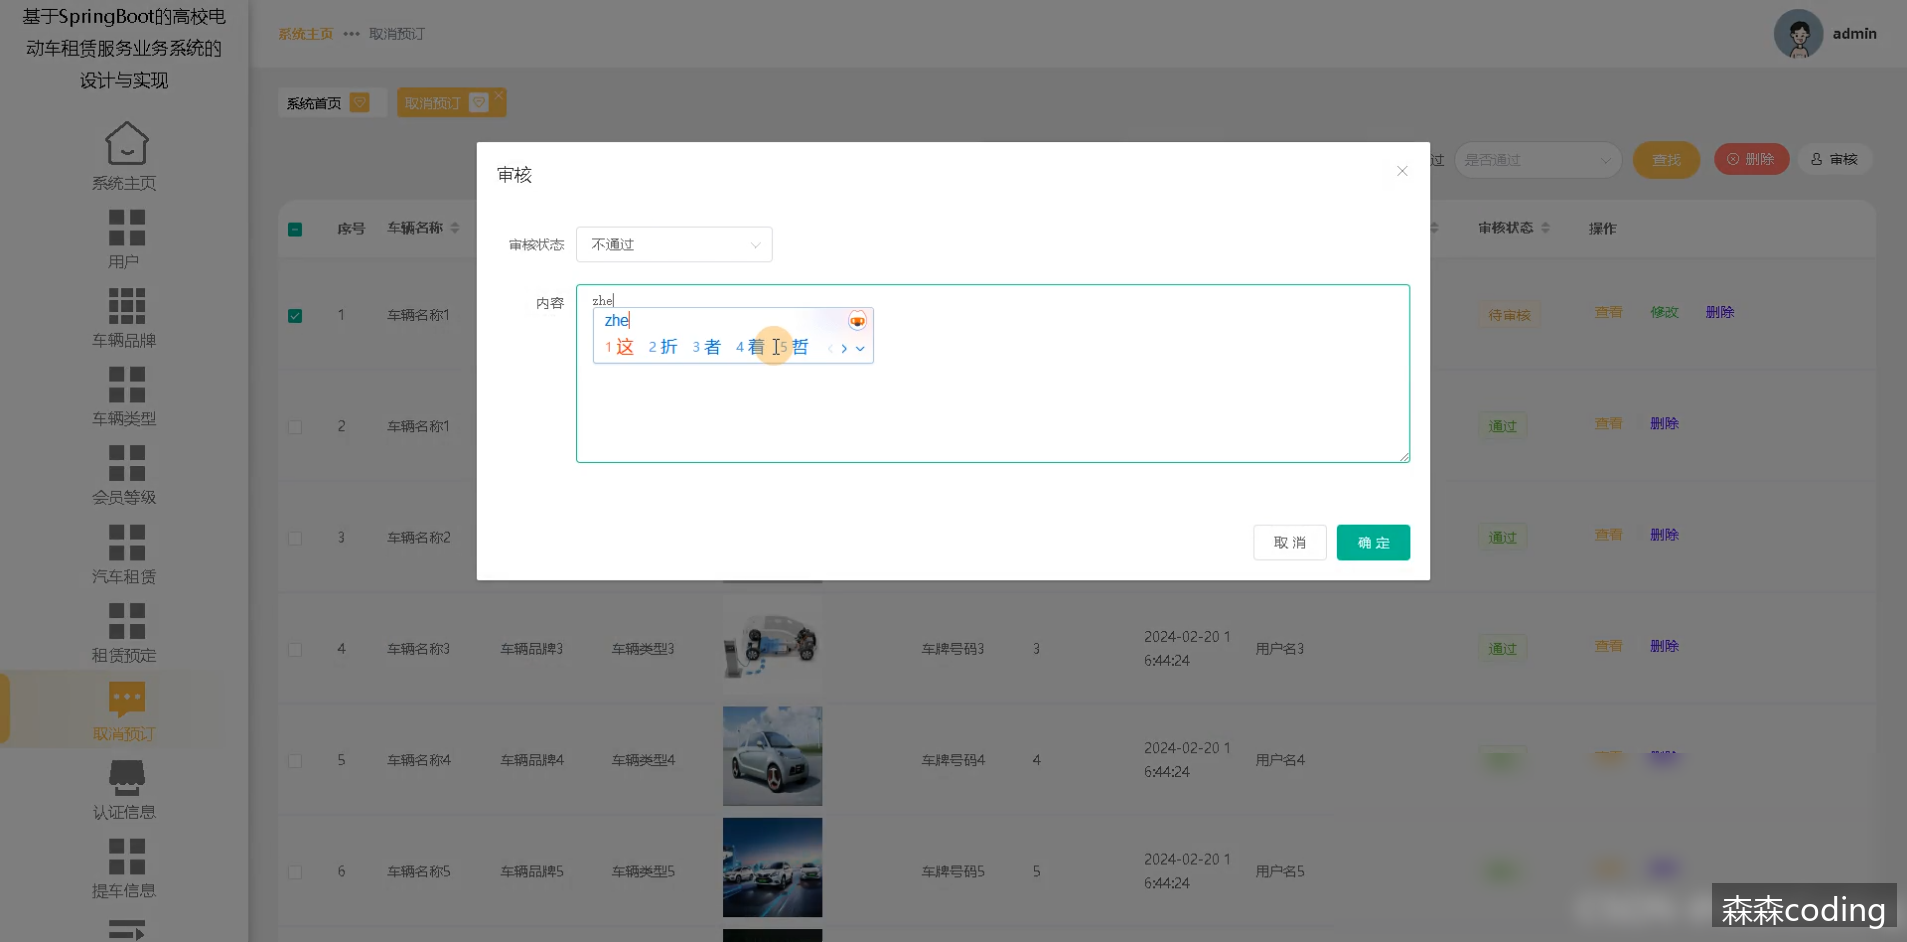 基于SpringBoot的高校电
动车租赁服务业务系统的
设计与实现
系统主页
用户
车辆品牌
车辆类型
会员等级
汽车租赁
租赁预定
取消预订
认证信息
提车信息
系统主页 ••• 取消预订
admin
系统首页 取消预订
过 是否通过 查找 删除 审核
序号 车辆名称 审核状态 操作
审核
审核状态 不通过
内容 zhe
zhe
1 这 2 折 3 者 4 着 5 哲
取 消 确 定
1 车辆名称1 待审核 查看 修改 删除
2 车辆名称1 通过 查看 删除
3 车辆名称2 通过 查看 删除
4 车辆名称3 车辆品牌3 车辆类型3 车牌号码3 3 2024-02-20 1
6:44:24 用户名3 通过 查看 删除
5 车辆名称4 车辆品牌4 车辆类型4 车牌号码4 4 2024-02-20 1
6:44:24 用户名4
6 车辆名称5 车辆品牌5 车辆类型5 车牌号码5 5 2024-02-20 1
6:44:24 用户名5
森森coding